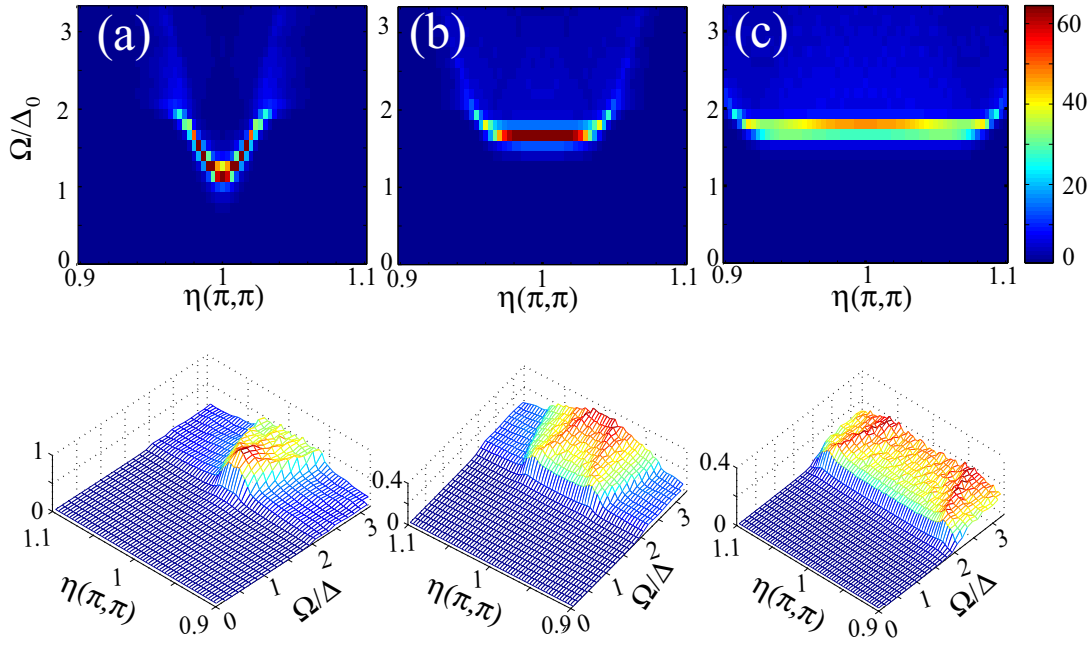 (a) (b) (c)
3 3 3 60
2 2 2 40
Ω/Δ₀
1 1 1 20
0 0 0 0
0.9 1 1.1 0.9 1 1.1 0.9 1 1.1
η(π,π) η(π,π) η(π,π)
1 0.4 0.4
0 0 0
1.1 1 0.9 0 1 2 3 1.1 1 0.9 0 1 2 3 1.1 1 0.9 0 1 2 3
η(π,π) Ω/Δ η(π,π) Ω/Δ η(π,π) Ω/Δ